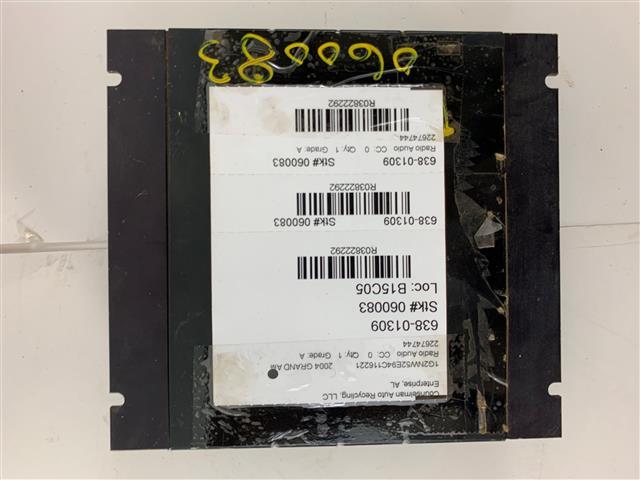 Counselman Auto Recycling, LLC
Enterprise, AL
1G2NW52E94C116221 2004 GRAND AM
Radio Audio CC: 0 Qty: 1 Grade: A
22674744
638-01309
Stk# 060083
Loc: B15C05
R03822292
638-01309 Stk# 060083
R03822292
638-01309 Stk# 060083
Radio Audio CC: 0 Qty: 1 Grade: A
22674744
R03822292
060083